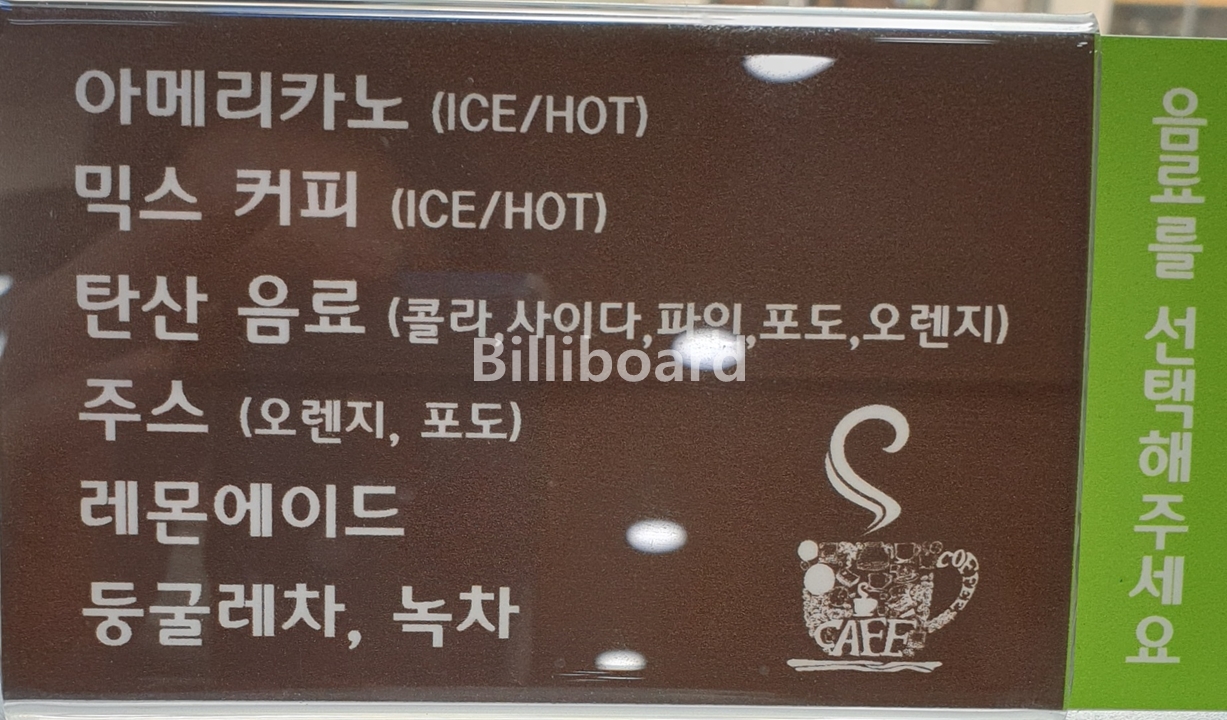 아메리카노 (ICE/HOT)
믹스 커피 (ICE/HOT)
탄산 음료 (콜라,사이다,파인,포도,오렌지)
Billiboard
주스 (오렌지, 포도)
레몬에이드
둥굴레차, 녹차
COFFEE
CAFE
음료를 선택해주세요